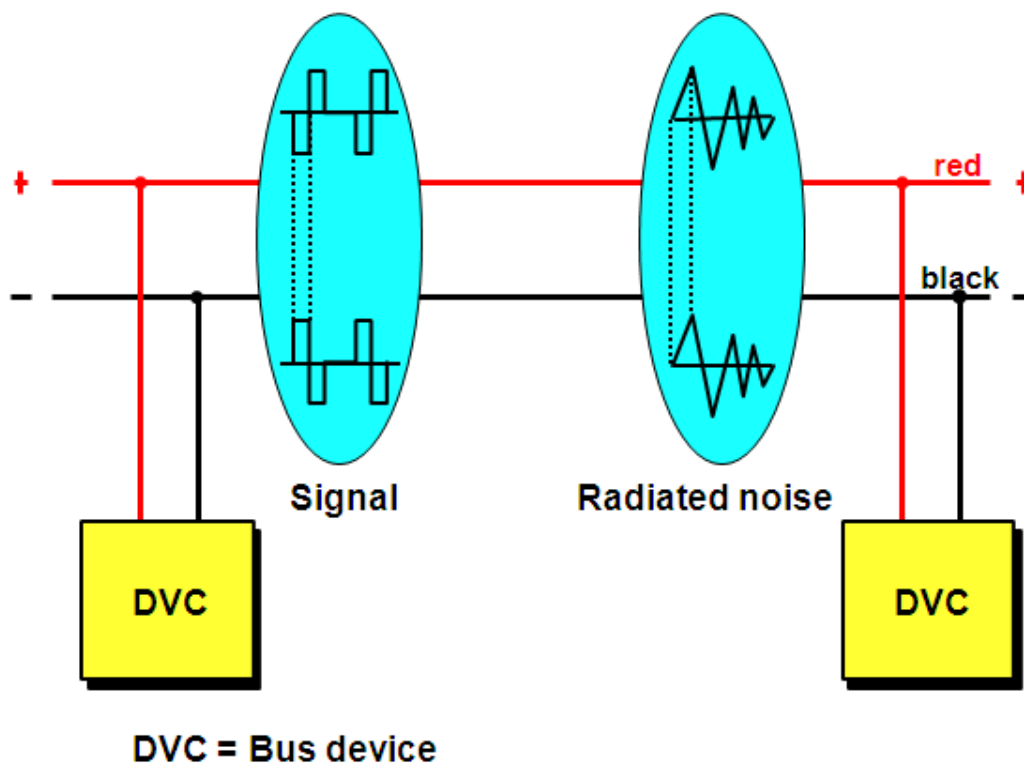 + red +
- black -
Signal Radiated noise
DVC DVC
DVC = Bus device